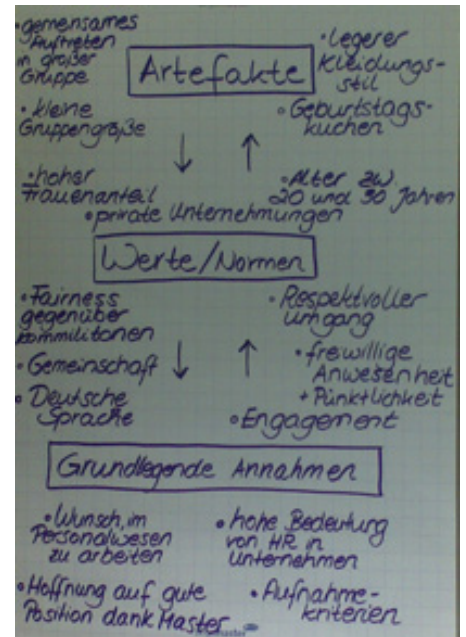 • gemeinsames
Auftreten
in großer
Gruppe
• kleine
Gruppengröße
Artefakte
• legerer
Kleidungs-
stil
• Geburtstags-
kuchen
• hoher
Frauenanteil
• Alter zw.
20 und 30 Jahren
• private Unternehmungen
Werte/Normen
• Fairness
gegenüber
Kommilitonen
• Gemeinschaft
• Deutsche
Sprache
• Respektvoller
Umgang
• freiwillige
Anwesenheit
+ Pünktlichkeit
• Engagement
Grundlegende Annahmen
• Wunsch, im
Personalwesen
zu arbeiten
• hohe Bedeutung
von HR in
Unternehmen
• Hoffnung auf gute
Position dank Master
• Aufnahme-
kriterien